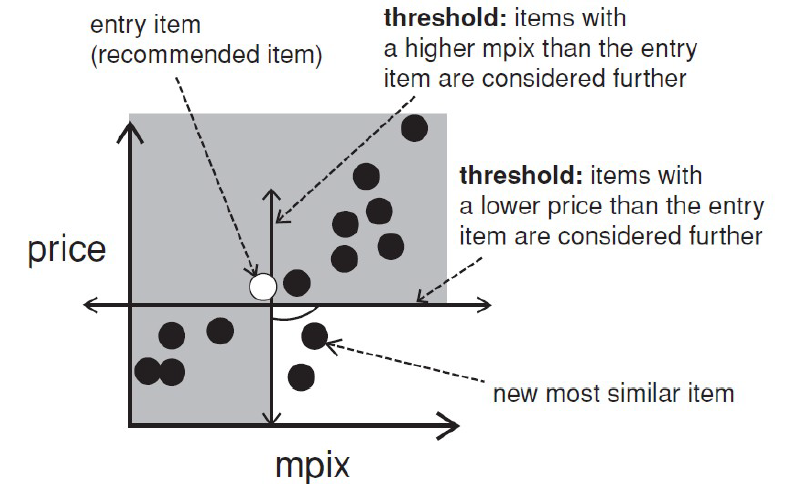 entry item
(recommended item)
threshold: items with
a higher mpix than the entry
item are considered further
threshold: items with
a lower price than the entry
item are considered further
price
new most similar item
mpix